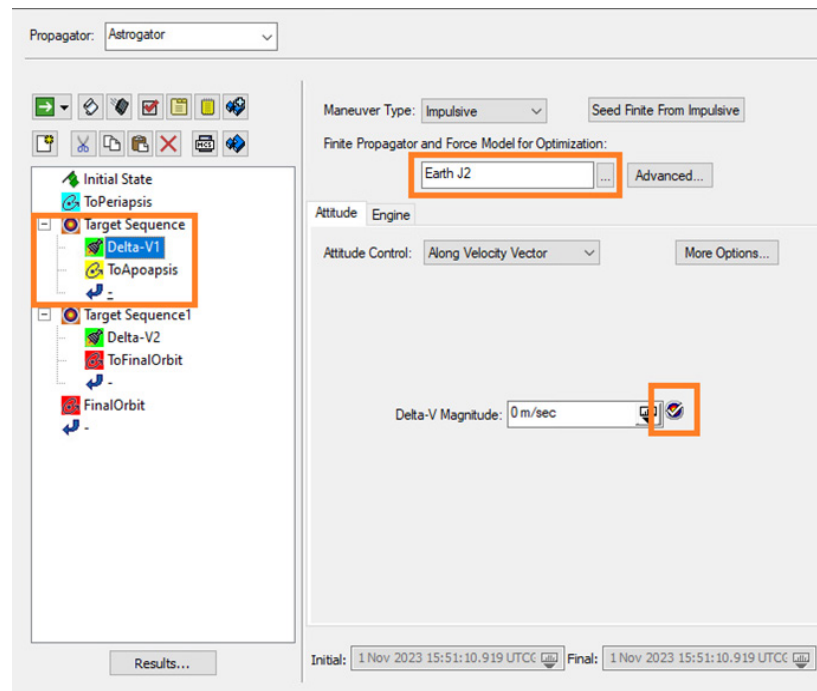 Propagator: Astrogator
Maneuver Type: Impulsive Seed Finite From Impulsive
Finite Propagator and Force Model for Optimization:
Earth J2 ... Advanced...
Attitude Engine
Attitude Control: Along Velocity Vector More Options...
Delta-V Magnitude: 0 m/sec
MCS
Initial State
ToPeriapsis
Target Sequence
Delta-V1
ToApoapsis
-
Target Sequence1
Delta-V2
ToFinalOrbit
-
FinalOrbit
-
Results...
Initial: 1 Nov 2023 15:51:10.919 UTCG Final: 1 Nov 2023 15:51:10.919 UTCG